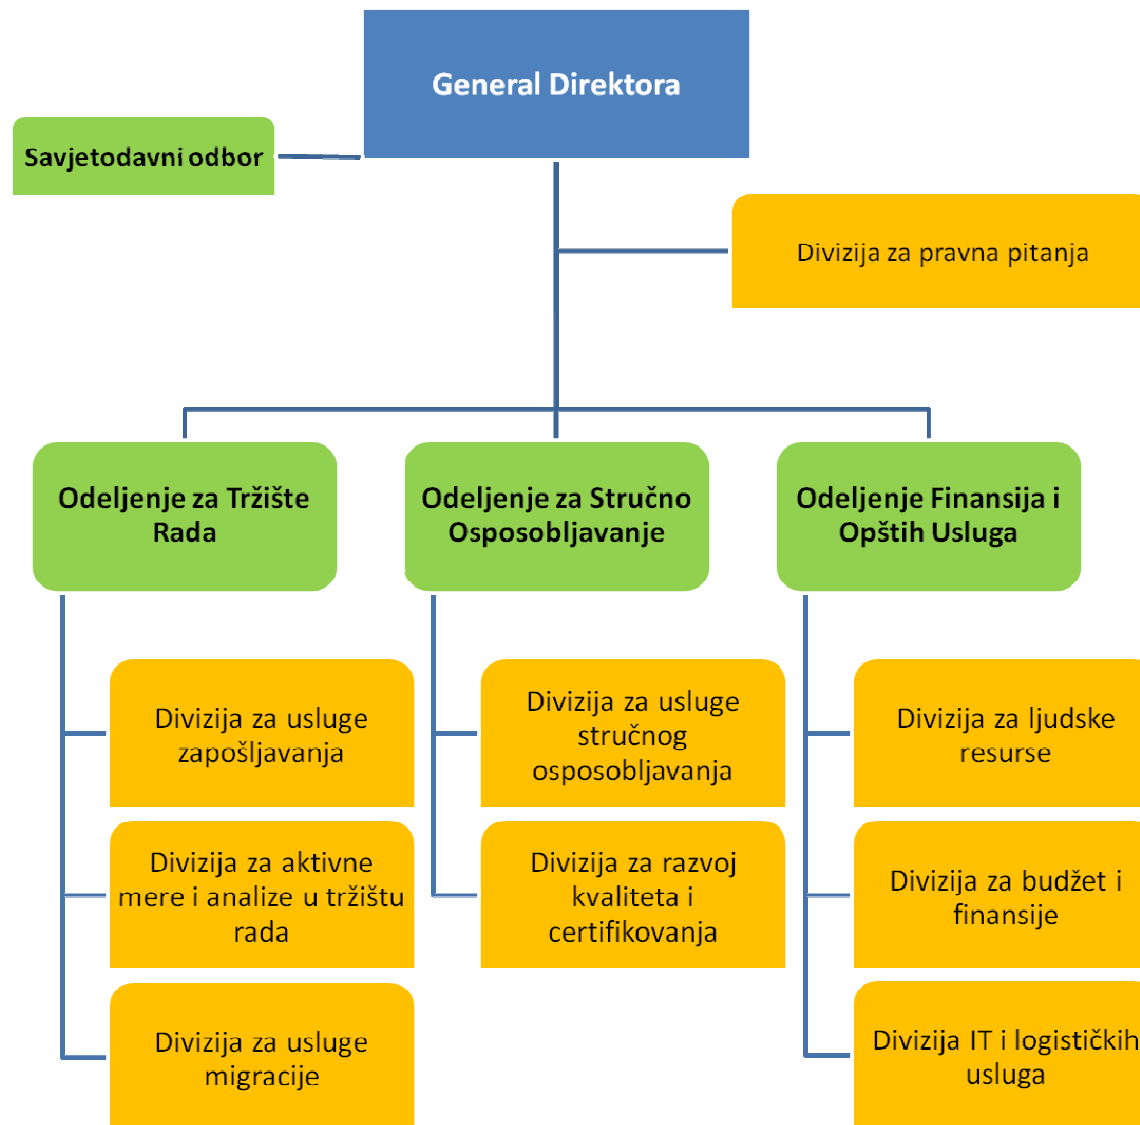 General Direktora
Savjetodavni odbor
Divizija za pravna pitanja
Odeljenje za Tržište
Rada
Odeljenje za Stručno
Osposobljavanje
Odeljenje Finansija i
Opštih Usluga
Divizija za usluge
zapošljavanja
Divizija za aktivne
mere i analize u tržištu
rada
Divizija za usluge
migracije
Divizija za usluge
stručnog
osposobljavanja
Divizija za razvoj
kvaliteta i
certifikovanja
Divizija za ljudske
resurse
Divizija za budžet i
finansije
Divizija IT i logističkih
usluga